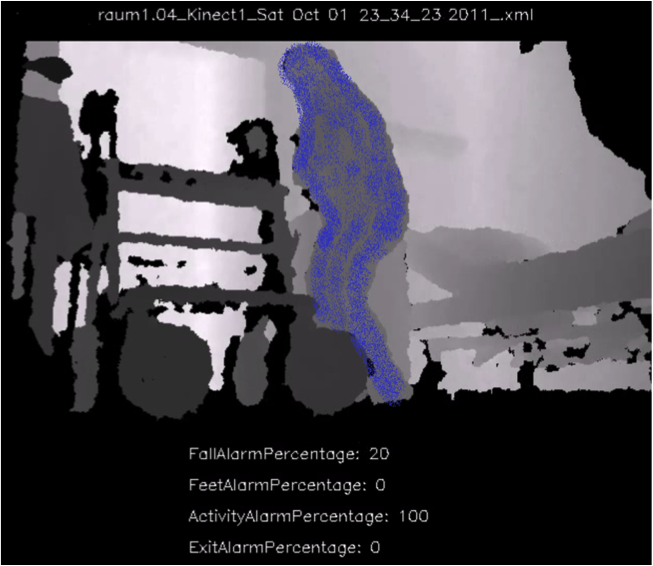 raum1.04_Kinect1_Sat Oct 01 23_34_23 2011_.xml
FallAlarmPercentage: 20
FeetAlarmPercentage: 0
ActivityAlarmPercentage: 100
ExitAlarmPercentage: 0